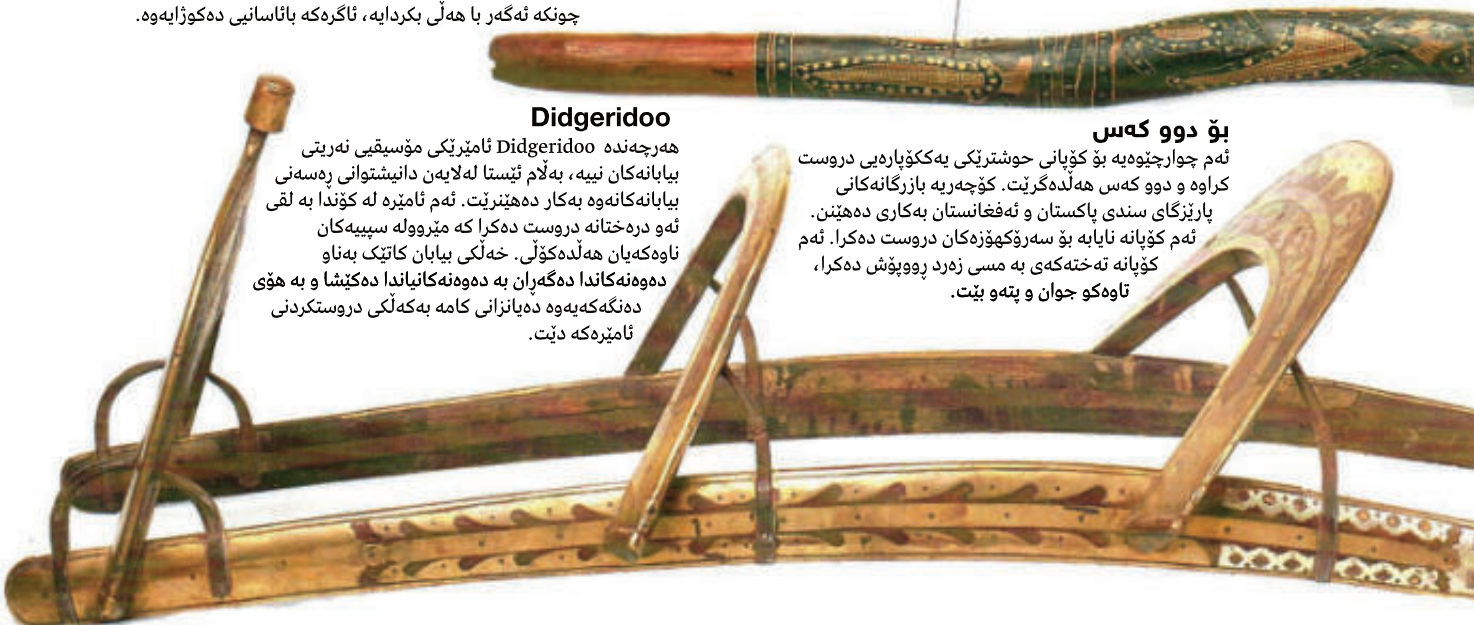 چونکە ئەگەر با هەڵی بکردایە، ئاگرەکە بائاسانیی دەکوژایەوە.
بۆ دوو کەس
ئەم چوارچێوەیە بۆ کۆپانی حوشترێکی یەککۆپارەیی دروست
کراوە و دوو کەس هەڵدەگرێت. کۆچەریە بازرگانەکانی
پارێزگای سندی پاکستان و ئەفغانستان بەکاری دەهێنن.
ئەم کۆپانە نایابە بۆ سەرۆکهۆزەکان دروست دەکرا. ئەم
کۆپانە تەختەکەی بە مسی زەرد ڕووپۆش دەکرا،
تاوەکو جوان و پتەو بێت.
Didgeridoo
هەرچەندە Didgeridoo ئامێرێکی مۆسیقیی نەریتی
بیابانەکان نییە، بەڵام ئێستا لەلایەن دانیشتوانی ڕەسەنی
بیابانەکانەوە بەکار دەهێنرێت. ئەم ئامێرە لە کۆندا بە لقی
ئەو درەختانە دروست دەکرا کە مێروولە سپییەکان
ناوەکەیان هەڵدەکۆڵی. خەڵکی بیابان کاتێک بەناو
دەوەنەکاندا دەگەڕان بە دەوەنەکانیاندا دەکێشا و بە هۆی
دەنگەکەیەوە دەیانزانی کامە بەکەڵکی دروستکردنی
ئامێرەکە دێت.